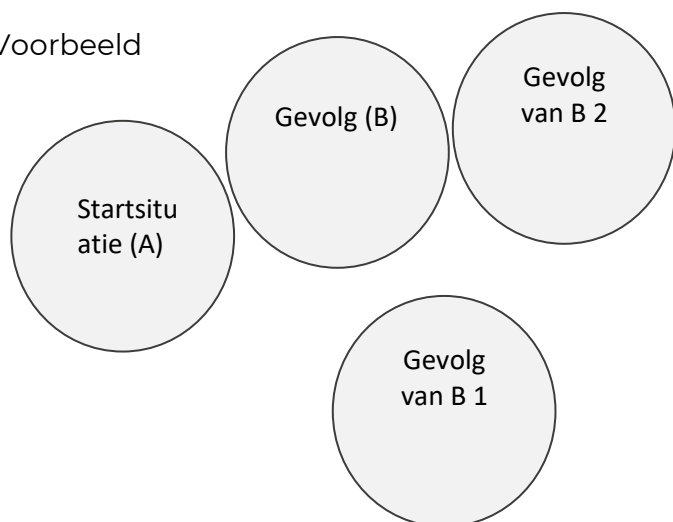 Voorbeeld
Startsitu
atie (A)
Gevolg (B)
Gevolg
van B 2
Gevolg
van B 1